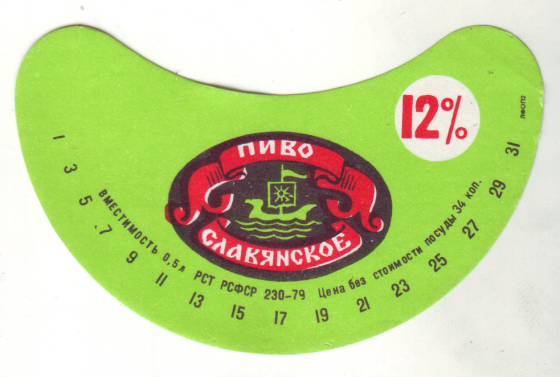 12%
ПИВО
СЛАВЯНСКОЕ
Вместимость 0,5л РСТ РСФСР 230-79 Цена без стоимости посуды 34 коп.
1 3 5 7 9 11 13 15 17 19 21 23 25 27 29 31